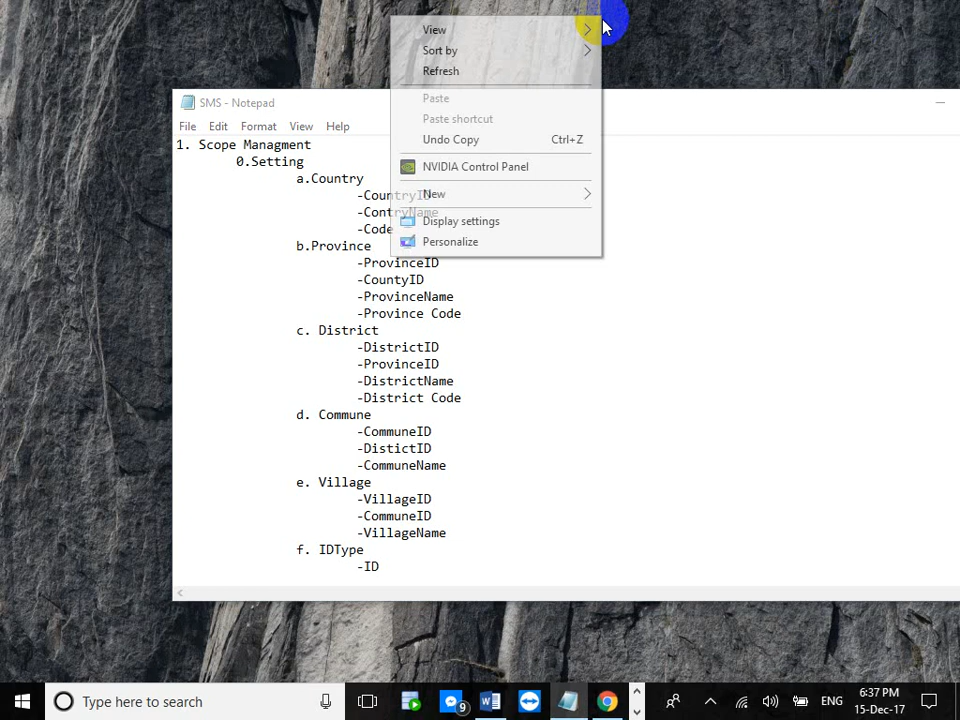 View
Sort by
Refresh
Paste
Paste shortcut
Undo Copy Ctrl+Z
NVIDIA Control Panel
New
Display settings
Personalize
SMS - Notepad
File Edit Format View Help
1. Scope Managment
0.Setting
a.Country
-CountryID
-ContryName
-Code
b.Province
-ProvinceID
-CountyID
-ProvinceName
-Province Code
c. District
-DistrictID
-ProvinceID
-DistrictName
-District Code
d. Commune
-CommuneID
-DistictID
-CommuneName
e. Village
-VillageID
-CommuneID
-VillageName
f. IDType
-ID
Type here to search
9
ENG
6:37 PM
15-Dec-17